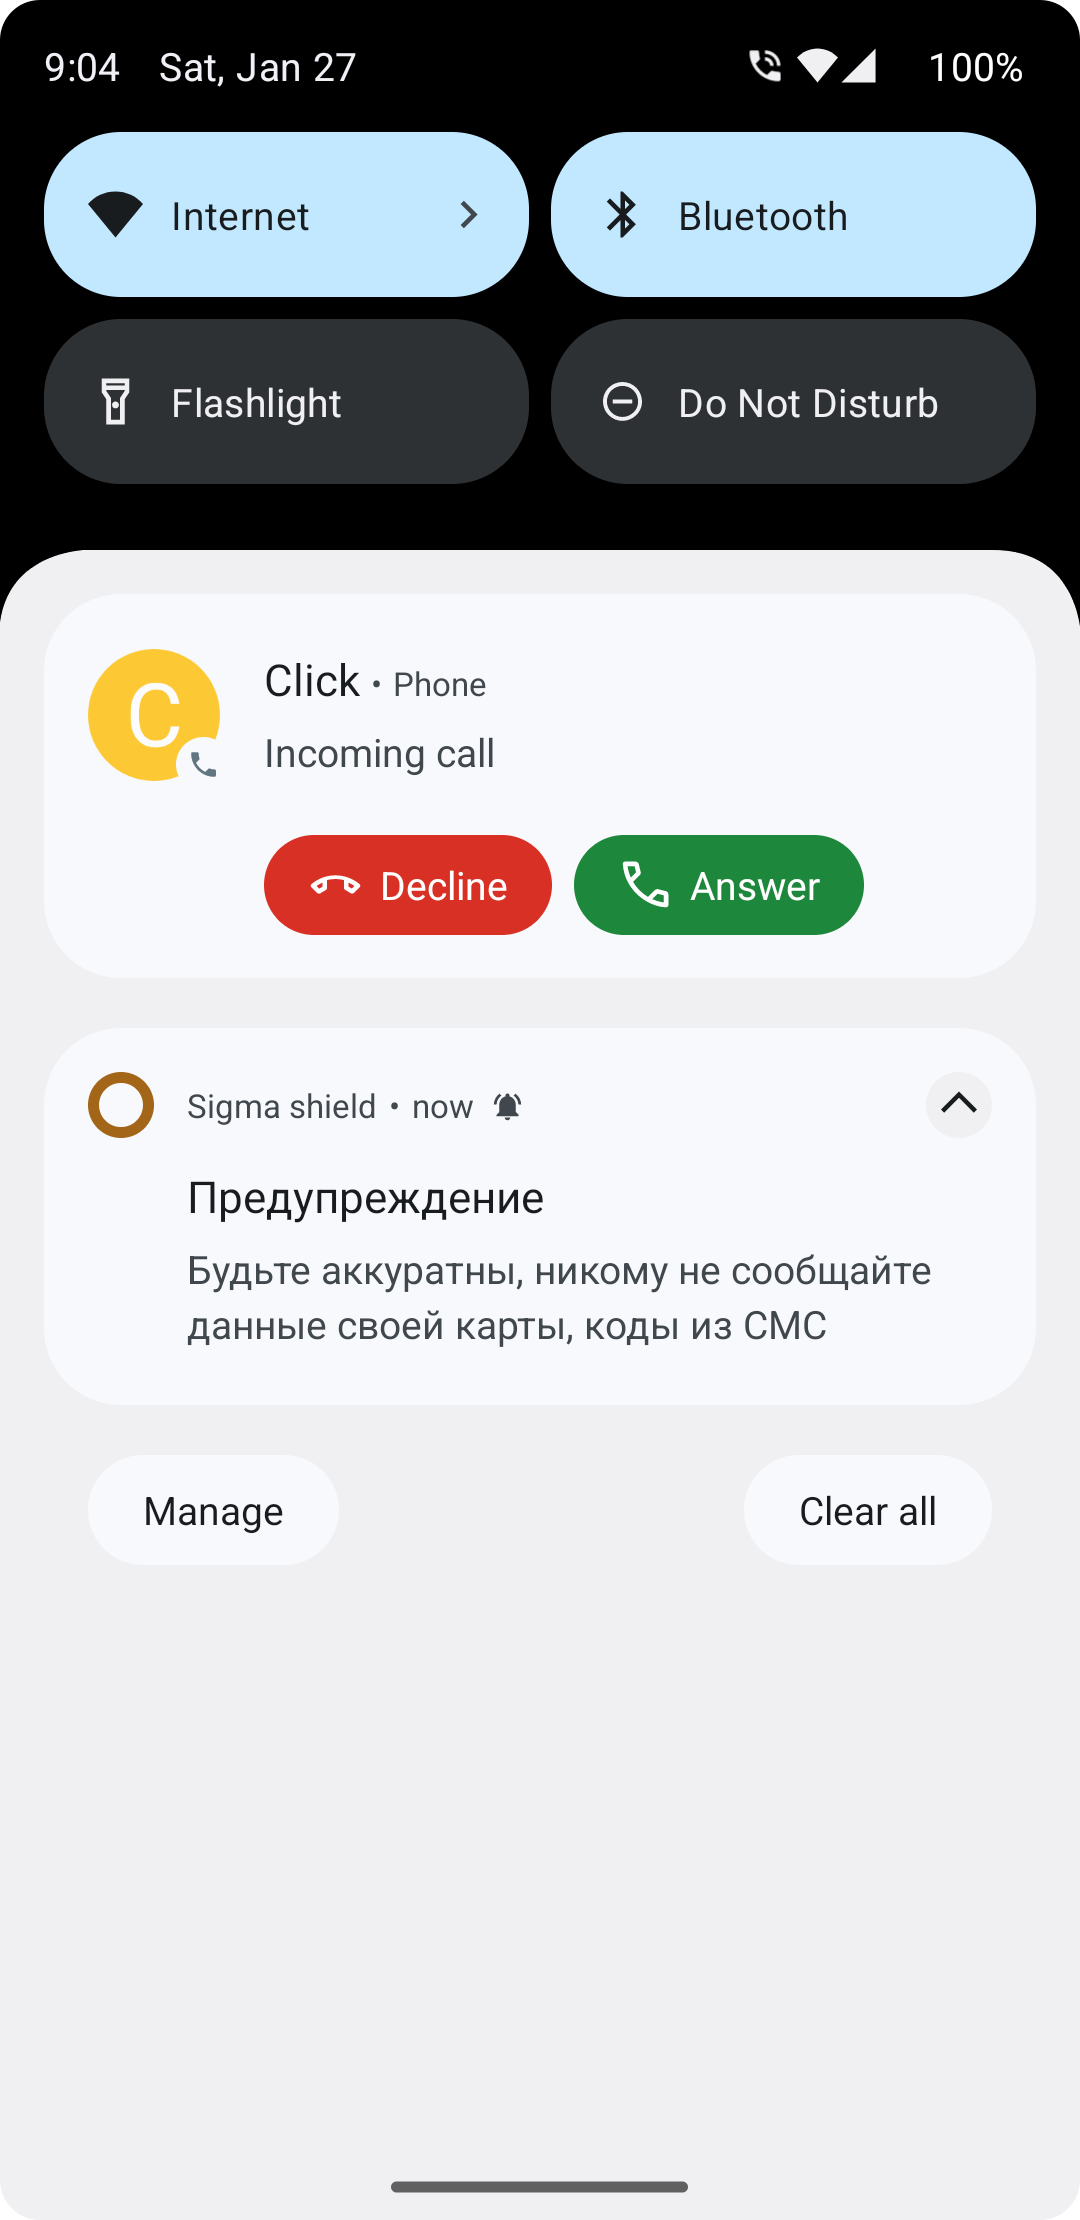 9:04 Sat, Jan 27 100%
Internet Bluetooth
Flashlight Do Not Disturb
C
Click • Phone
Incoming call
Decline Answer
Sigma shield • now
Предупреждение
Будьте аккуратны, никому не сообщайте
данные своей карты, коды из СМС
Manage Clear all